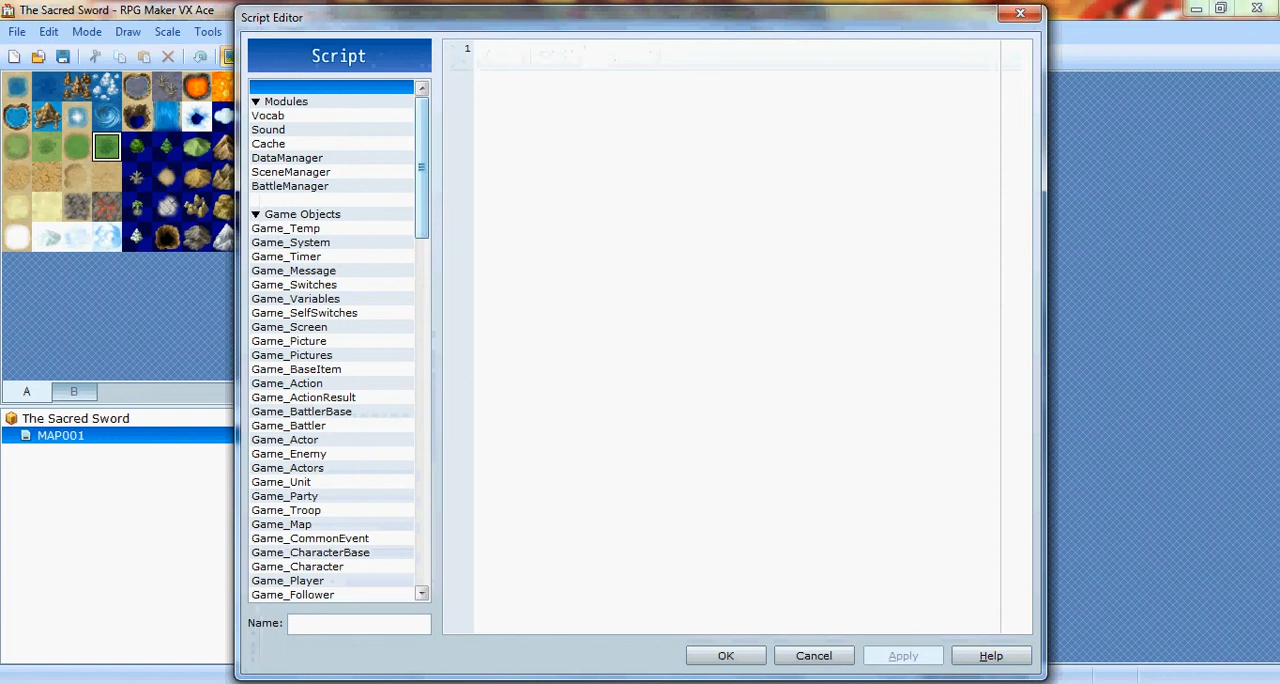 The Sacred Sword - RPG Maker VX Ace
File Edit Mode Draw Scale Tools
A B
The Sacred Sword
MAP001
Script Editor
Script
▼ Modules
Vocab
Sound
Cache
DataManager
SceneManager
BattleManager
▼ Game Objects
Game_Temp
Game_System
Game_Timer
Game_Message
Game_Switches
Game_Variables
Game_SelfSwitches
Game_Screen
Game_Picture
Game_Pictures
Game_BaseItem
Game_Action
Game_ActionResult
Game_BattlerBase
Game_Battler
Game_Actor
Game_Enemy
Game_Actors
Game_Unit
Game_Party
Game_Troop
Game_Map
Game_CommonEvent
Game_CharacterBase
Game_Character
Game_Player
Game_Follower
Name:
1
OK Cancel Apply Help